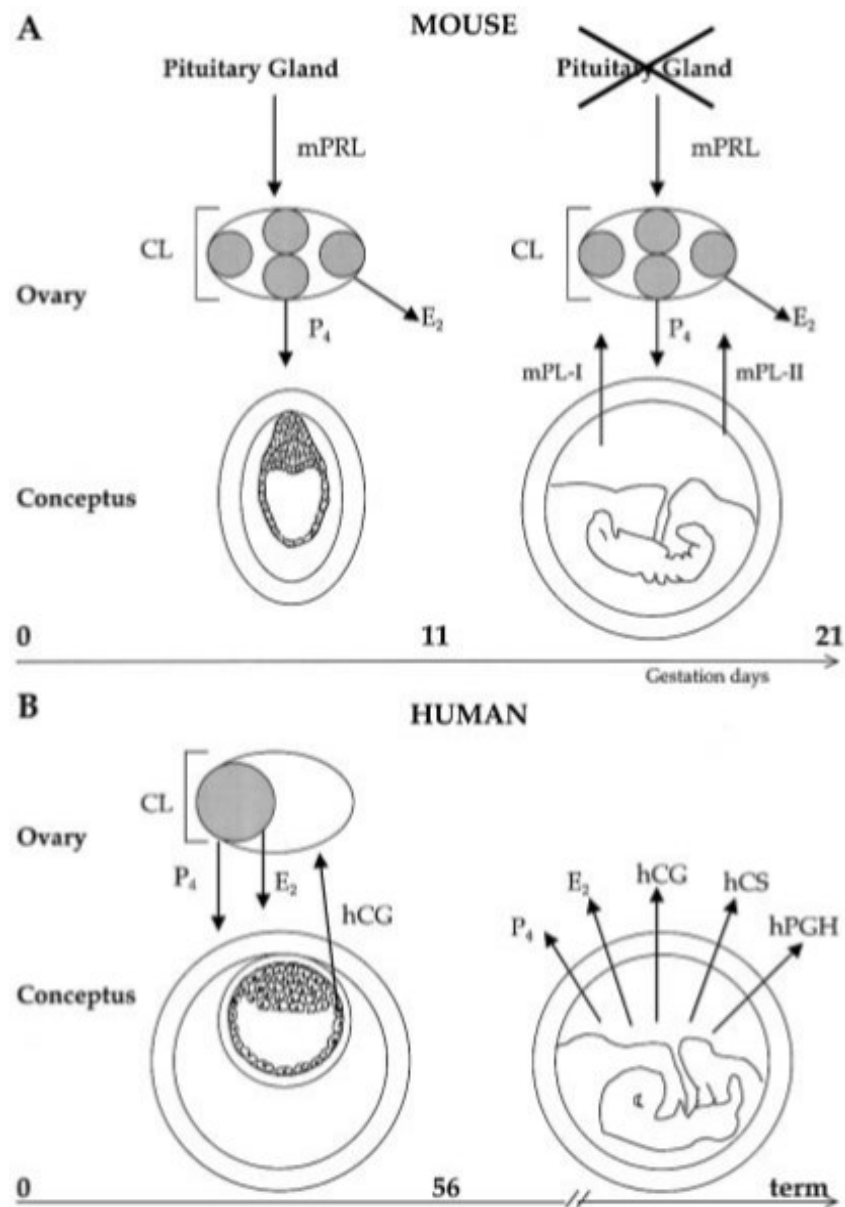 A
MOUSE
Pituitary Gland
Pituitary Gland
mPRL
mPRL
CL
CL
Ovary
P4
E2
P4
E2
mPL-I
mPL-II
Conceptus
0
11
21
Gestation days
B
HUMAN
CL
Ovary
P4
E2
hCG
P4
E2
hCG
hCS
hPGH
Conceptus
0
56
term